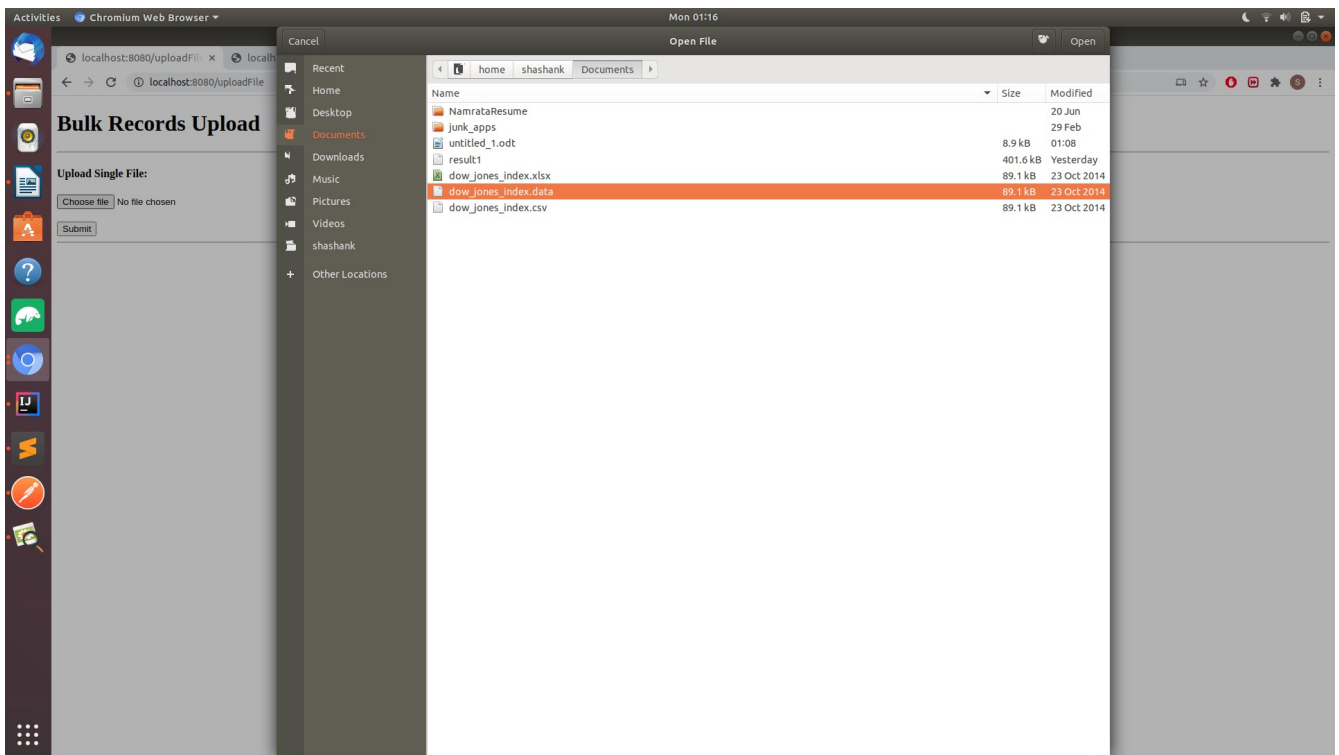 Activities Chromium Web Browser Mon 01:16
Cancel Open File Open
localhost:8080/uploadFil localh
localhost:8080/uploadFile S
Bulk Records Upload
Upload Single File:
Choose file No file chosen
Submit
Recent
Home
Desktop
Documents
Downloads
Music
Pictures
Videos
shashank
+ Other Locations
home shashank Documents
Name Size Modified
NamrataResume 20 Jun
junk_apps 29 Feb
untitled_1.odt 8.9 kB 01:08
result1 401.6 kB Yesterday
dow_jones_index.xlsx 89.1 kB 23 Oct 2014
dow_jones_index.data 89.1 kB 23 Oct 2014
dow_jones_index.csv 89.1 kB 23 Oct 2014
IJ